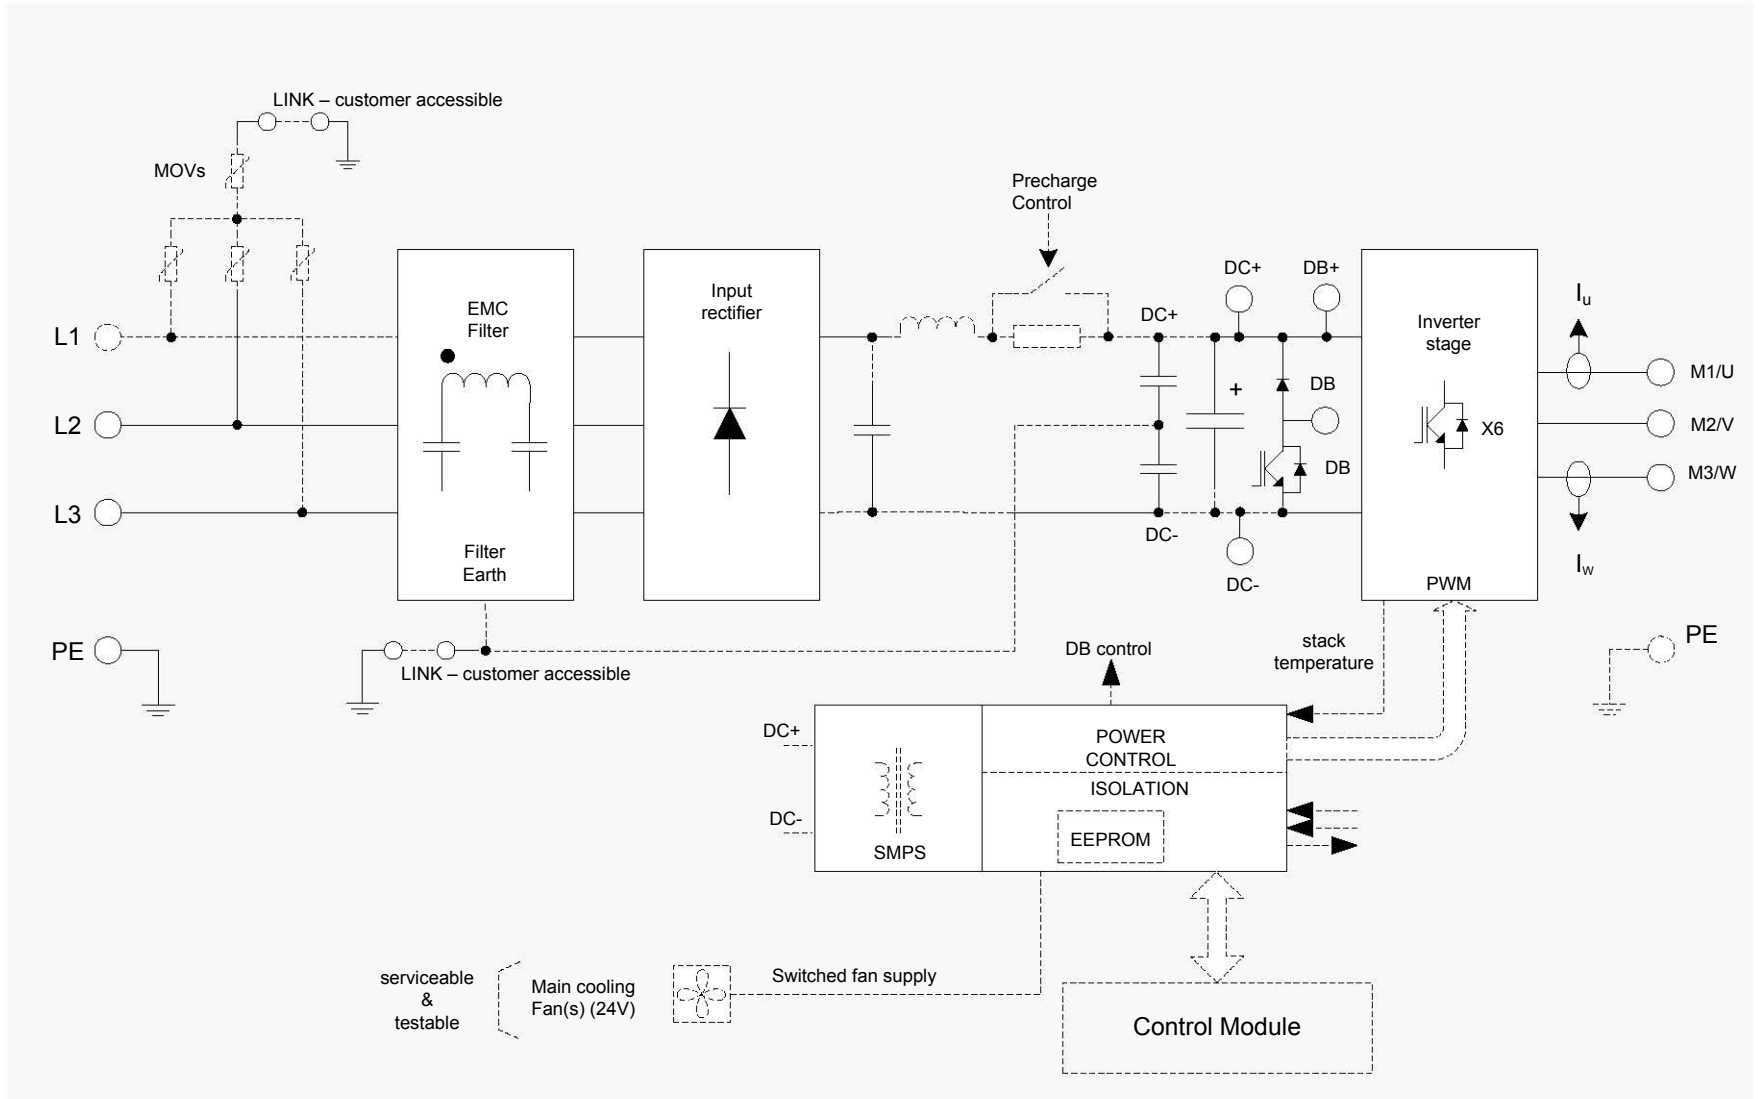 LINK – customer accessible
MOVs
Precharge
Control
DC+
DB+
Iu
L1
EMC
Filter
Input
rectifier
DC+
Inverter
stage
M1/U
DB
+
L2
X6
M2/V
DB
M3/W
L3
DC-
Filter
Earth
DC-
PWM
Iw
PE
LINK – customer accessible
DB control
stack
temperature
PE
DC+
POWER
CONTROL
ISOLATION
DC-
EEPROM
SMPS
serviceable
&
testable
Main cooling
Fan(s) (24V)
Switched fan supply
Control Module